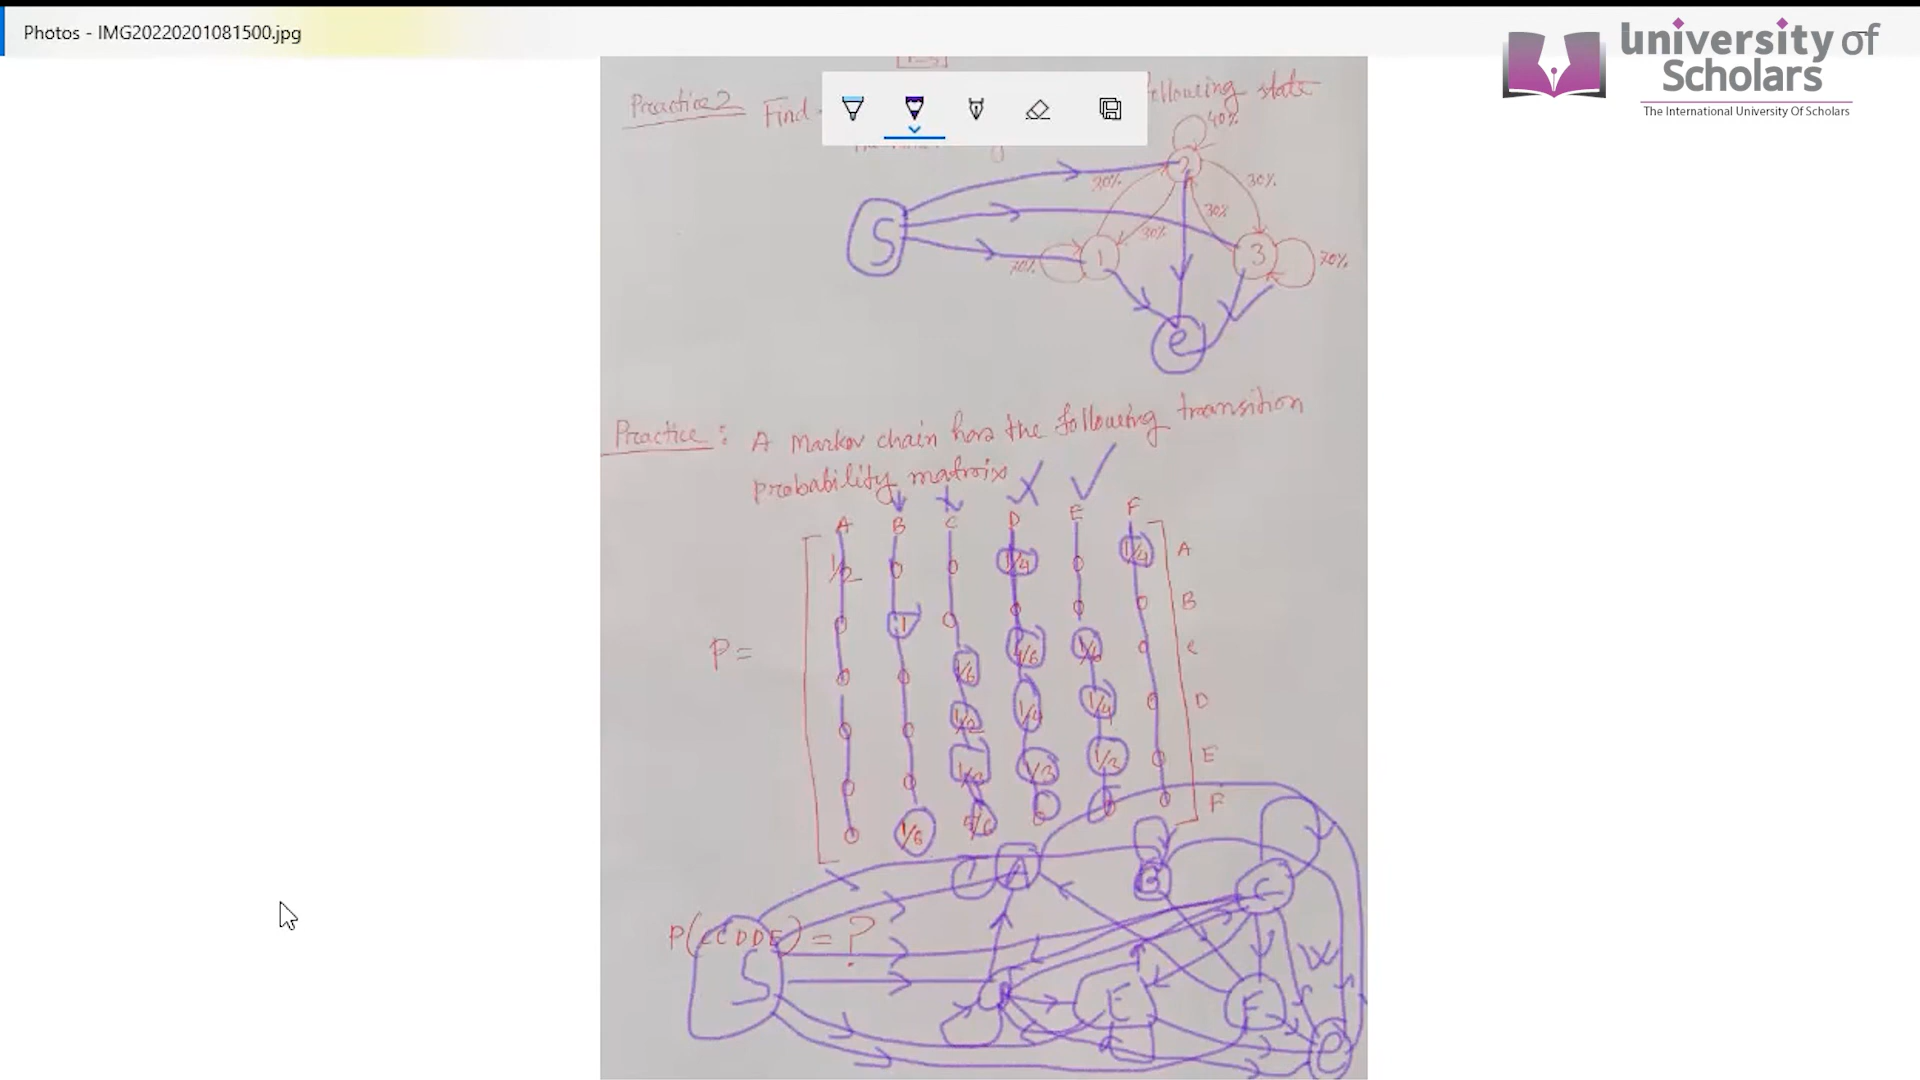 Photos - IMG20220201081500.jpg
university of
Scholars
The International University Of Scholars
Practice 2 Find following state
40%
S
2
30%
30%
30%
30%
1
3
70%
70%
e
Practice : A Markov chain has the following transition
probability matrix
A B C D E F
1/2 0 0 1/4 0 1/4 A
0 1 0 0 0 0 B
0 0 1/6 4/6 1/6 0 C
0 0 1/2 1/4 1/4 0 D
0 0 1/3 1/3 1/3 0 E
0 1/6 5/6 0 0 0 F
P =
A
B
C
P(CCDDE) = ?
S
E
F
e